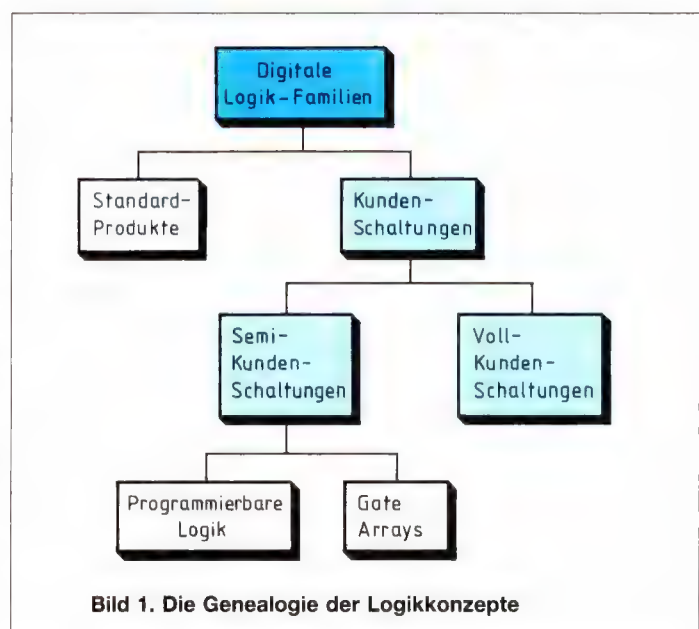 Digitale
Logik-Familien
Standard-
Produkte
Kunden-
Schaltungen
Semi-
Kunden-
Schaltungen
Voll-
Kunden-
Schaltungen
Programmierbare
Logik
Gate
Arrays
Bild 1. Die Genealogie der Logikkonzepte